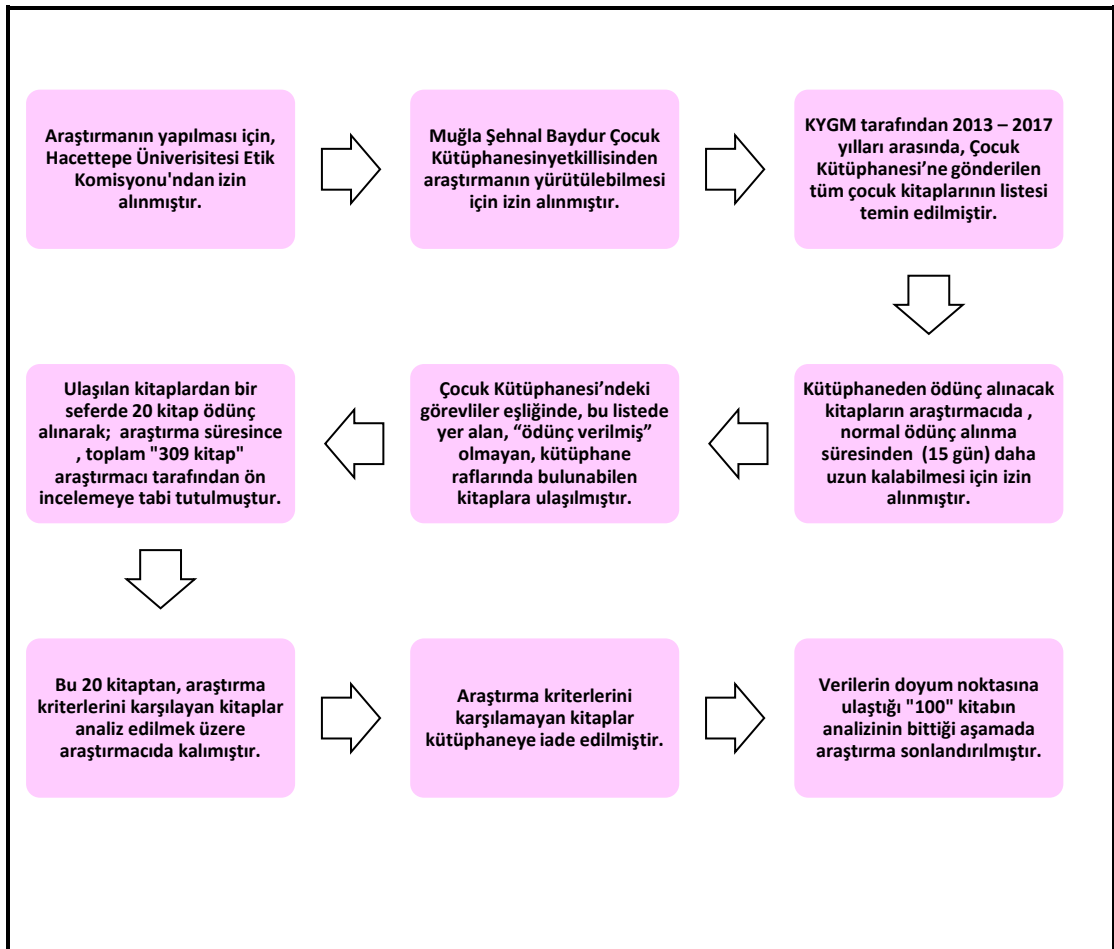 Araştırmanın yapılması için,
Hacettepe Üniverisitesi Etik
Komisyonu'ndan izin
alınmıştır.
Muğla Şehnal Baydur Çocuk
Kütüphanesinyetkillisinden
araştırmanın yürütülebilmesi
için izin alınmıştır.
KYGM tarafından 2013 – 2017
yılları arasında, Çocuk
Kütüphanesi’ne gönderilen
tüm çocuk kitaplarının listesi
temin edilmiştir.
Kütüphaneden ödünç alınacak
kitapların araştırmacıda ,
normal ödünç alınma
süresinden (15 gün) daha
uzun kalabilmesi için izin
alınmıştır.
Çocuk Kütüphanesi’ndeki
görevliler eşliğinde, bu listede
yer alan, “ödünç verilmiş”
olmayan, kütüphane
raflarında bulunabilen
kitaplara ulaşılmıştır.
Ulaşılan kitaplardan bir
seferde 20 kitap ödünç
alınarak; araştırma süresince
, toplam "309 kitap"
araştırmacı tarafından ön
incelemeye tabi tutulmuştur.
Bu 20 kitaptan, araştırma
kriterlerini karşılayan kitaplar
analiz edilmek üzere
araştırmacıda kalımıştır.
Araştırma kriterlerini
karşılamayan kitaplar
kütüphaneye iade edilmiştir.
Verilerin doyum noktasına
ulaştığı "100" kitabın
analizinin bittiği aşamada
araştırma sonlandırılmıştır.